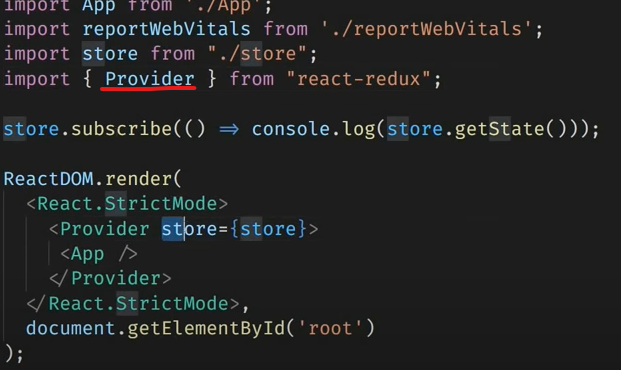 import App from './App';
import reportWebVitals from './reportWebVitals';
import store from "./store";
import { Provider } from "react-redux";
store.subscribe(() => console.log(store.getState()));
ReactDOM.render(
<React.StrictMode>
<Provider store={store}>
<App />
</Provider>
</React.StrictMode>,
document.getElementById('root')
);